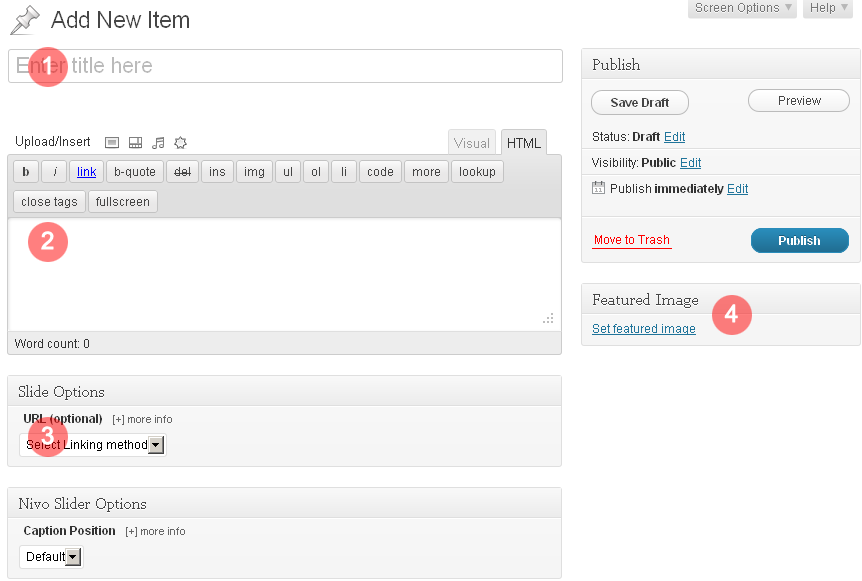 Add New Item
Screen Options
Help
1
Enter title here
Upload/Insert
Visual
HTML
b
i
link
b-quote
del
ins
img
ul
ol
li
code
more
lookup
close tags
fullscreen
2
Word count: 0
Slide Options
URL (optional) [+] more info
3
Select Linking method
Nivo Slider Options
Caption Position [+] more info
Default
Publish
Save Draft
Preview
Status: Draft Edit
Visibility: Public Edit
11
Publish immediately Edit
Move to Trash
Publish
Featured Image
4
Set featured image